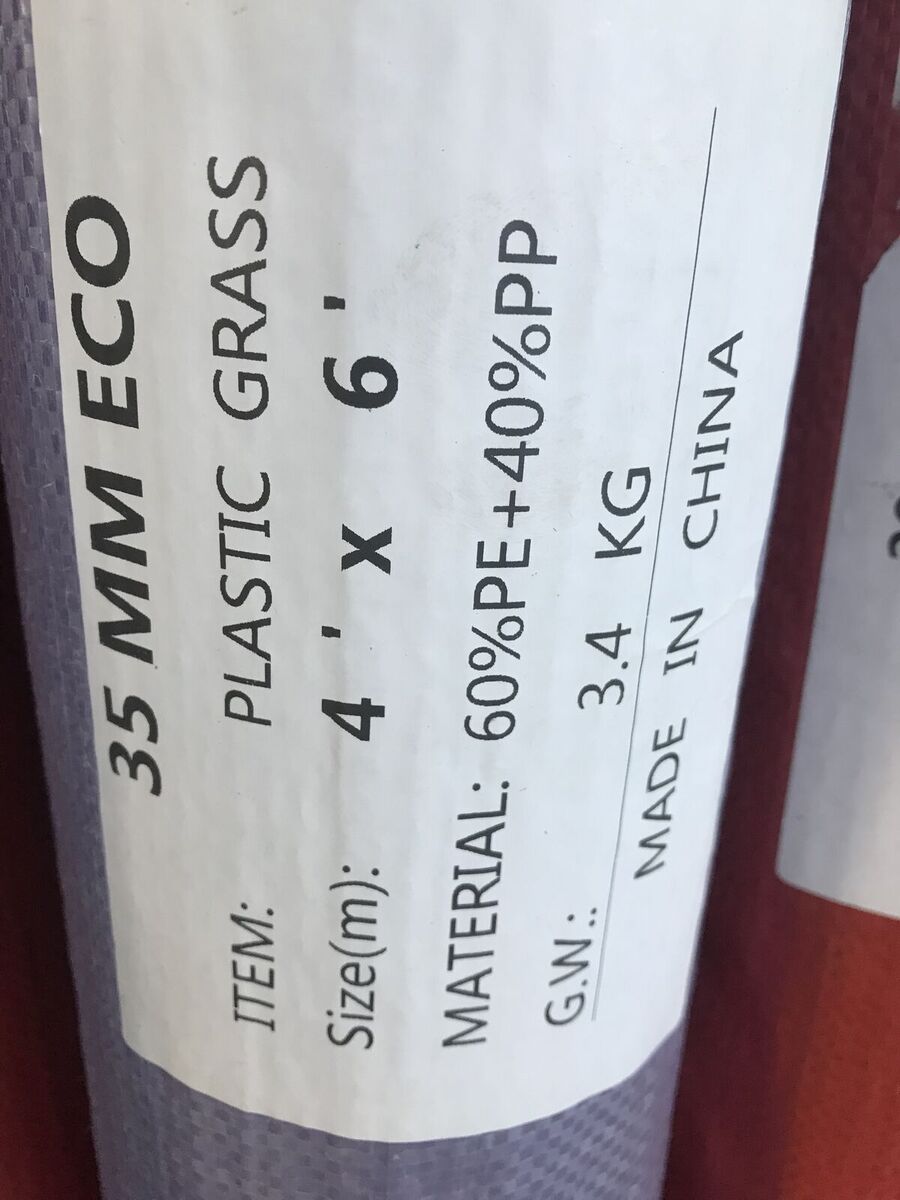 35 MM ECO
ITEM: PLASTIC GRASS
Size(m): 4 ' x 6 '
MATERIAL: 60%PE+40%PP
G.W.:. 3.4 KG
MADE IN CHINA